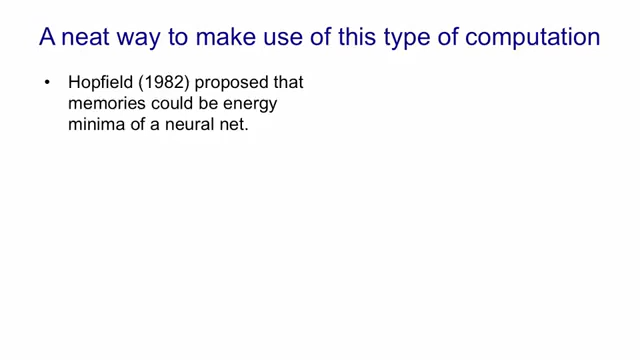 A neat way to make use of this type of computation
• Hopfield (1982) proposed that
memories could be energy
minima of a neural net.